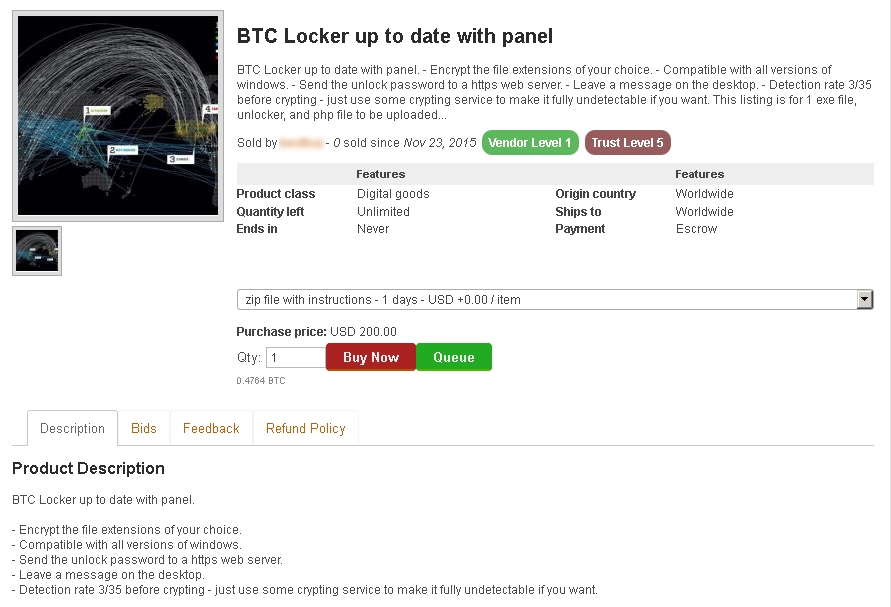 BTC Locker up to date with panel
BTC Locker up to date with panel. - Encrypt the file extensions of your choice. - Compatible with all versions of
windows. - Send the unlock password to a https web server. - Leave a message on the desktop. - Detection rate 3/35
before crypting - just use some crypting service to make it fully undetectable if you want. This listing is for 1 exe file,
unlocker, and php file to be uploaded...
Sold by - 0 sold since Nov 23, 2015 Vendor Level 1 Trust Level 5
Features Features
Product class Digital goods Origin country Worldwide
Quantity left Unlimited Ships to Worldwide
Ends in Never Payment Escrow
zip file with instructions - 1 days - USD +0.00 / item
Purchase price: USD 200.00
Qty: 1 Buy Now Queue
0.4764 BTC
Description Bids Feedback Refund Policy
Product Description
BTC Locker up to date with panel.
- Encrypt the file extensions of your choice.
- Compatible with all versions of windows.
- Send the unlock password to a https web server.
- Leave a message on the desktop.
- Detection rate 3/35 before crypting - just use some crypting service to make it fully undetectable if you want.